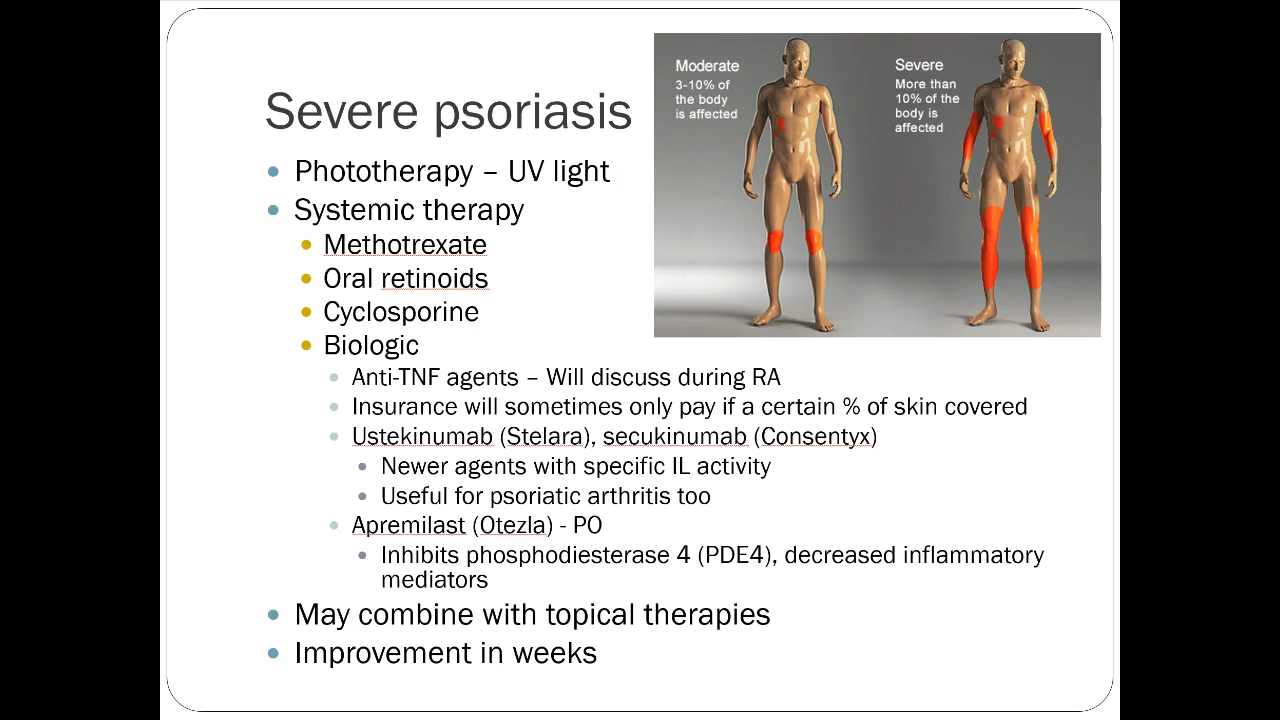 Severe psoriasis
Moderate
3-10% of
the body
is affected
Severe
More than
10% of the
body is
affected
Phototherapy – UV light
Systemic therapy
Methotrexate
Oral retinoids
Cyclosporine
Biologic
Anti-TNF agents – Will discuss during RA
Insurance will sometimes only pay if a certain % of skin covered
Ustekinumab (Stelara), secukinumab (Consentyx)
Newer agents with specific IL activity
Useful for psoriatic arthritis too
Apremilast (Otezla) - PO
Inhibits phosphodiesterase 4 (PDE4), decreased inflammatory
mediators
May combine with topical therapies
Improvement in weeks